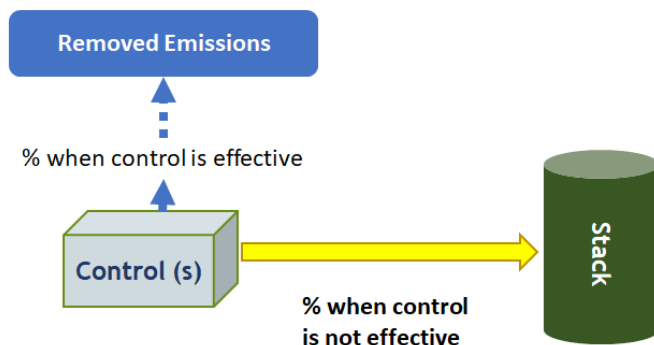 Removed Emissions
% when control is effective
Control (s)
Stack
% when control
is not effective